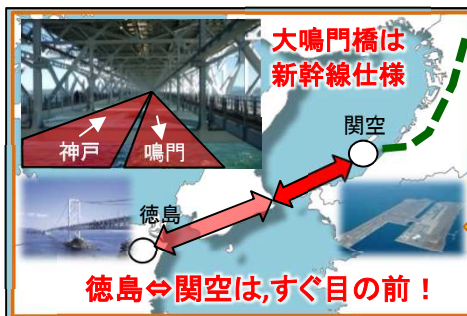 大鳴門橋は
新幹線仕様
神戸
鳴門
関空
徳島
徳島⇔関空は,すぐ目の前！